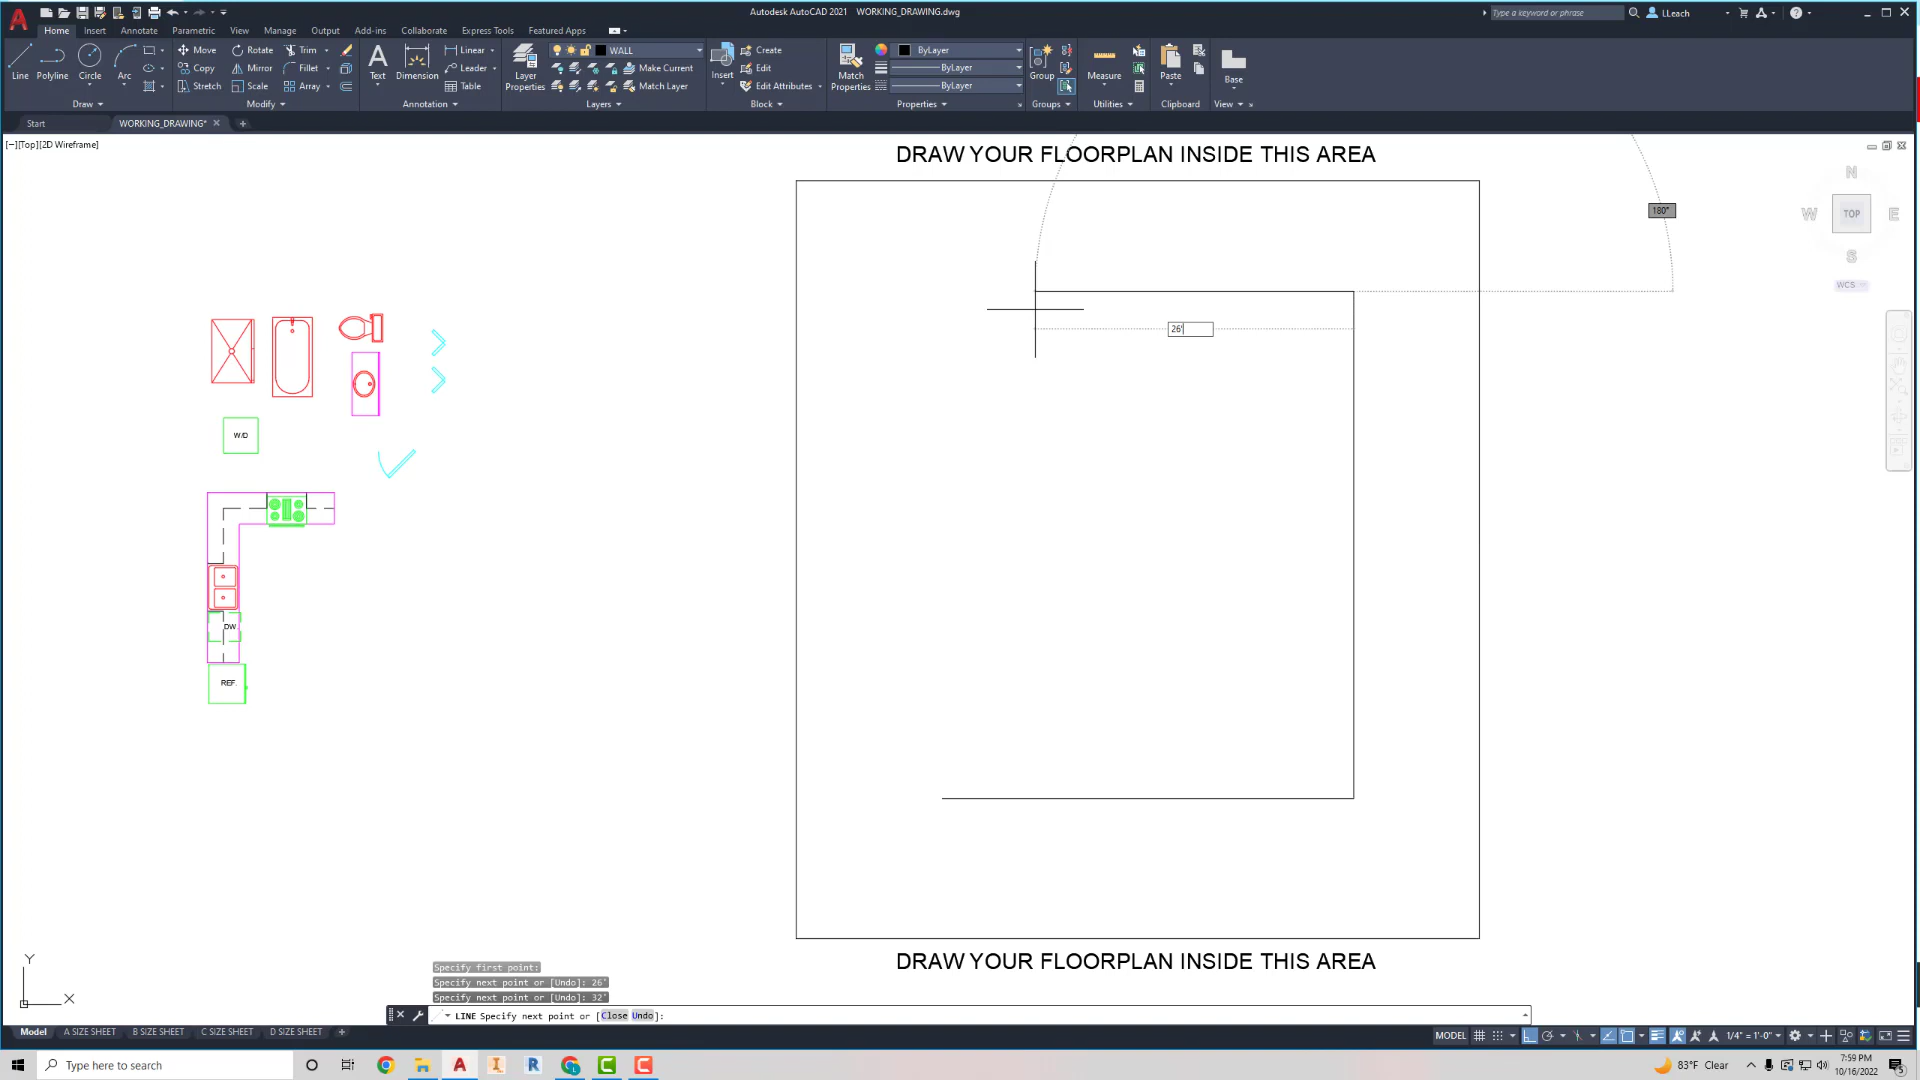 Autodesk AutoCAD 2021 WORKING_DRAWING.dwg
Type a keyword or phrase
LLeach
Home Insert Annotate Parametric View Manage Output Add-ins Collaborate Express Tools Featured Apps
Line Polyline Circle Arc
Move Rotate Trim
Copy Mirror Fillet
Stretch Scale Array
Text Dimension
Linear
Leader
Table
Layer Properties
WALL
Make Current
Match Layer
Insert
Create
Edit
Edit Attributes
Match Properties
ByLayer
ByLayer
ByLayer
Group
Measure
Paste
Base
Draw Modify Annotation Layers Block Properties Groups Utilities Clipboard View
Start WORKING_DRAWING*
[−][Top][2D Wireframe]
DRAW YOUR FLOORPLAN INSIDE THIS AREA
N
W TOP E
S
WCS
180°
26'
W/D
DW.
REF.
DRAW YOUR FLOORPLAN INSIDE THIS AREA
Y
X
Specify first point:
Specify next point or [Undo]: 26'
Specify next point or [Undo]: 32'
LINE Specify next point or [Close Undo]:
Model A SIZE SHEET B SIZE SHEET C SIZE SHEET D SIZE SHEET
MODEL 1/4" = 1'-0"
Type here to search
83°F Clear
7:59 PM
10/16/2022
5